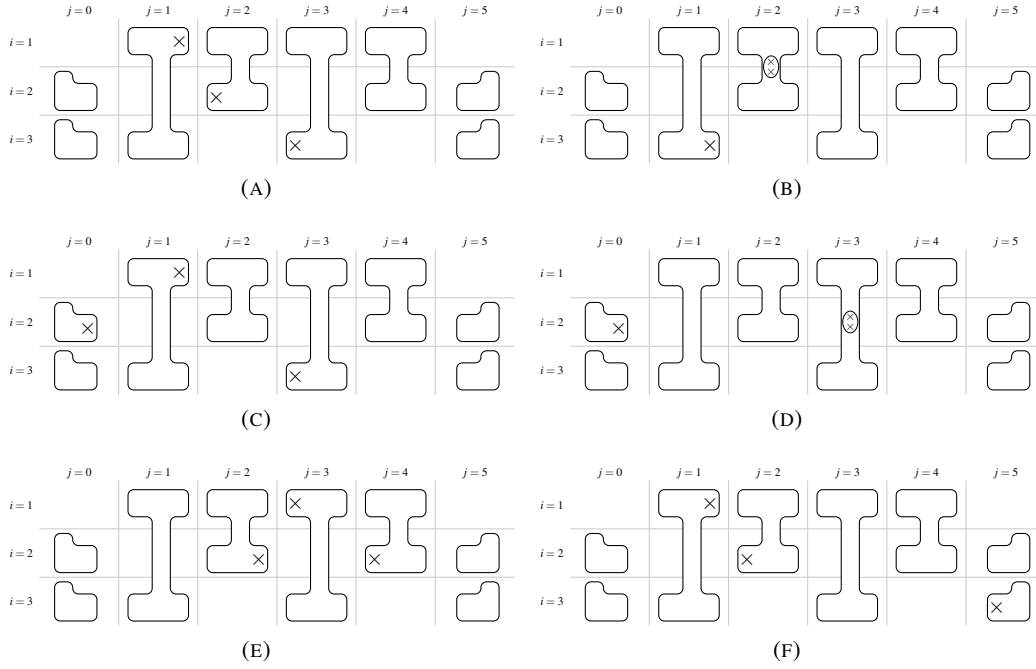 j = 0 j = 1 j = 2 j = 3 j = 4 j = 5 j = 0 j = 1 j = 2 j = 3 j = 4 j = 5
i = 1 i = 1
i = 2 i = 2
i = 3 i = 3
(A) (B)
j = 0 j = 1 j = 2 j = 3 j = 4 j = 5 j = 0 j = 1 j = 2 j = 3 j = 4 j = 5
i = 1 i = 1
i = 2 i = 2
i = 3 i = 3
(C) (D)
j = 0 j = 1 j = 2 j = 3 j = 4 j = 5 j = 0 j = 1 j = 2 j = 3 j = 4 j = 5
i = 1 i = 1
i = 2 i = 2
i = 3 i = 3
(E) (F)